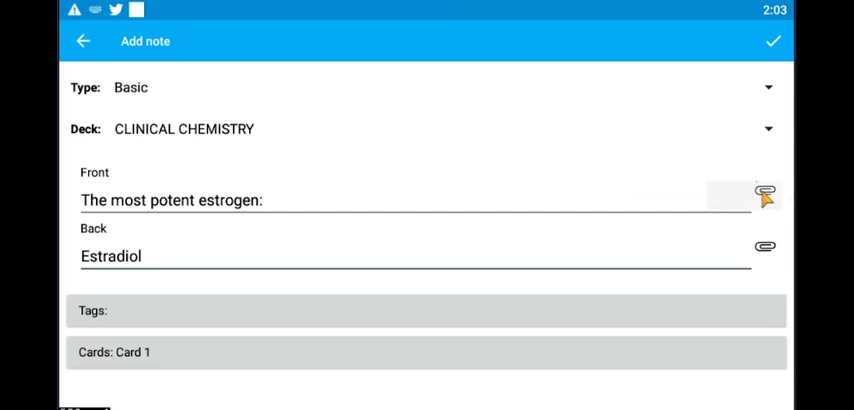 2:03
Add note
Type: Basic
Deck: CLINICAL CHEMISTRY
Front
The most potent estrogen:
Back
Estradiol
Tags:
Cards: Card 1